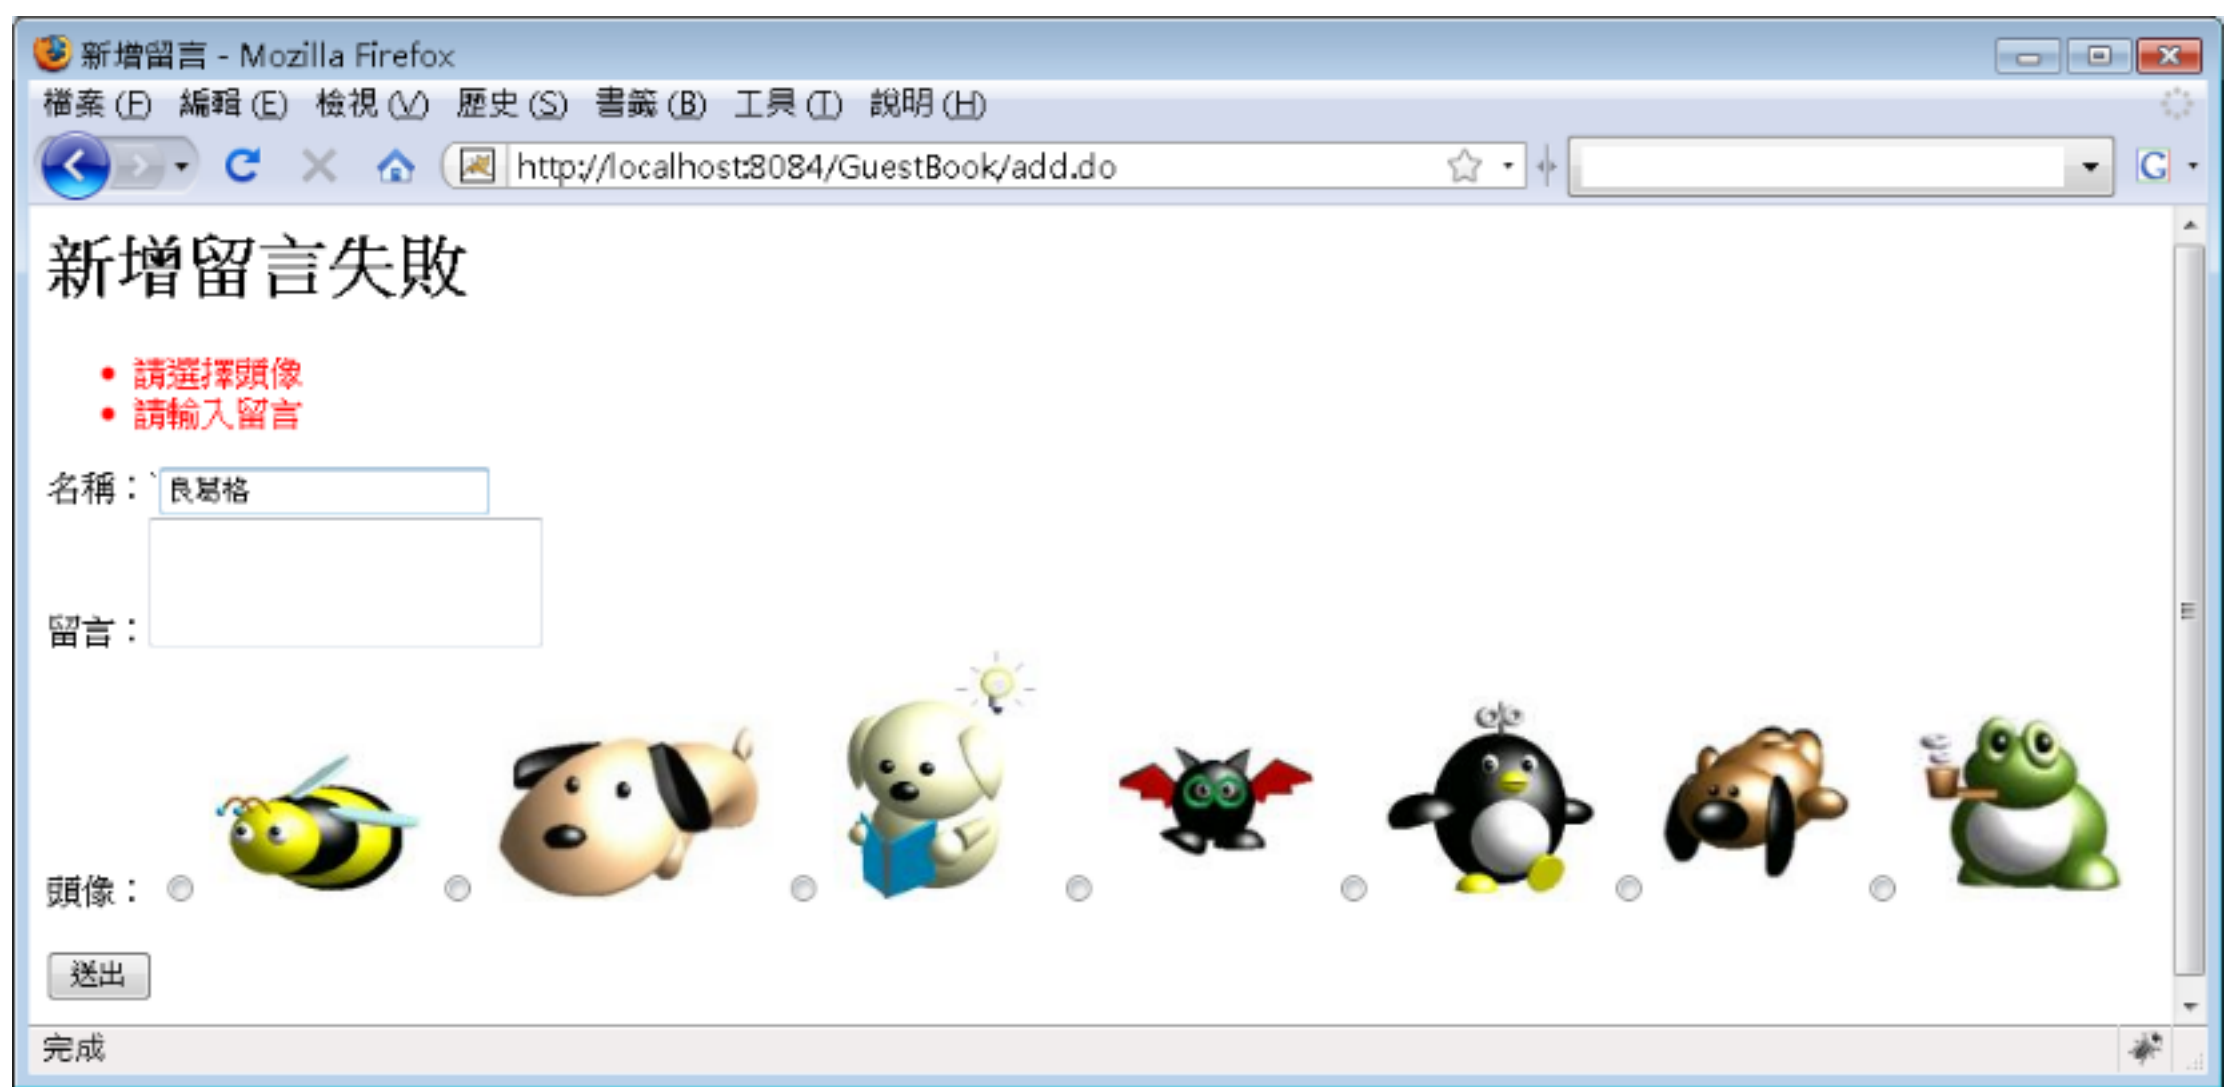 新增留言 - Mozilla Firefox
檔案(F) 編輯(E) 檢視(V) 歷史(S) 書籤(B) 工具(T) 說明(H)
http://localhost:8084/GuestBook/add.do G
新增留言失敗
• 請選擇頭像
• 請輸入留言
名稱：` 良葛格
留言：
頭像：
送出
完成